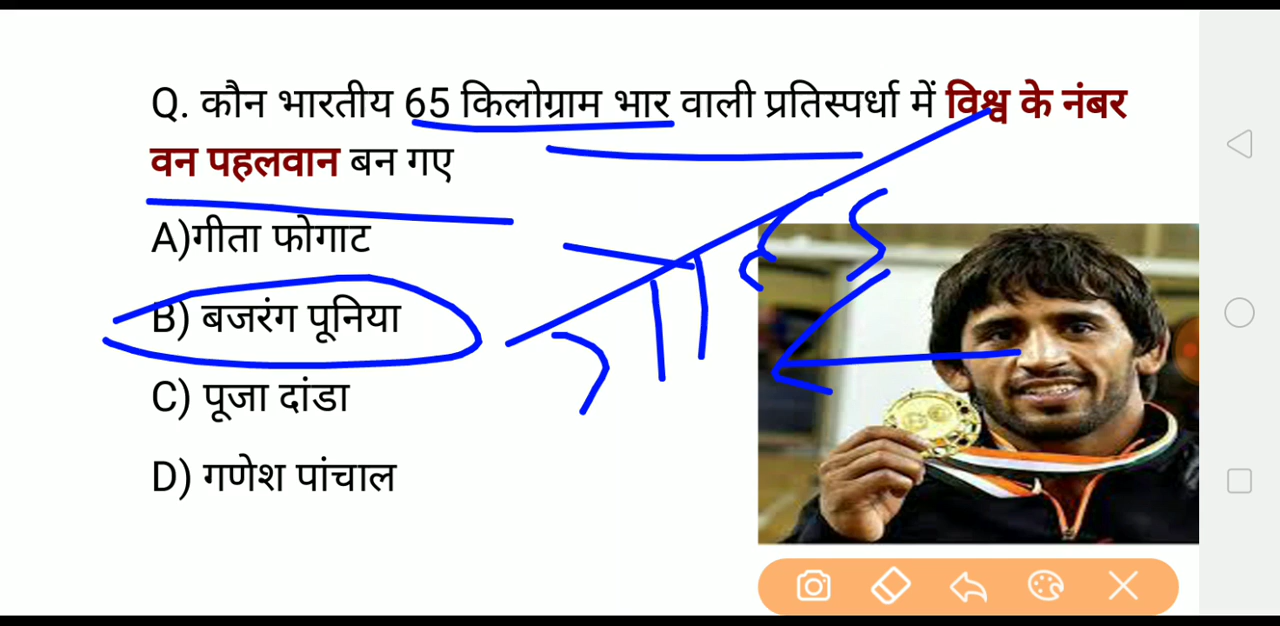 Q. कौन भारतीय 65 किलोग्राम भार वाली प्रतिस्पर्धा में विश्व के नंबर
वन पहलवान बन गए
A)गीता फोगाट
B) बजरंग पूनिया
C) पूजा दांडा
D) गणेश पांचाल